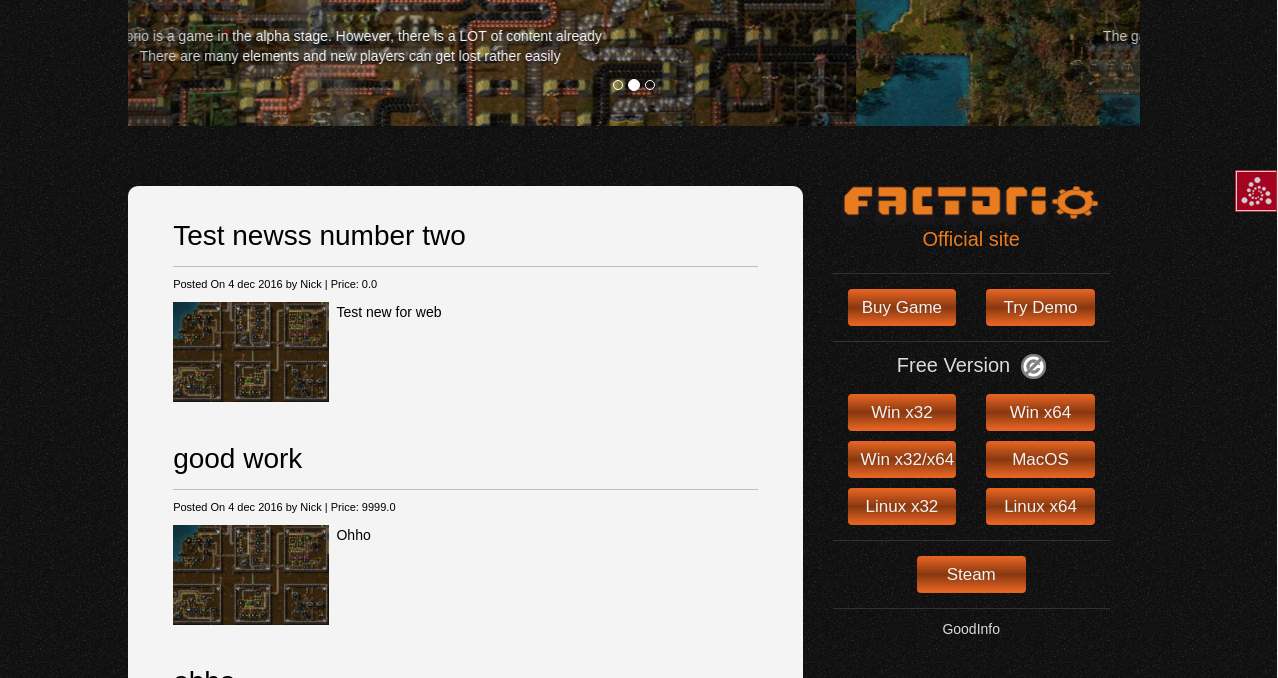 orio is a game in the alpha stage. However, there is a LOT of content already
There are many elements and new players can get lost rather easily
The g
Test newss number two
Posted On 4 dec 2016 by Nick | Price: 0.0
Test new for web
good work
Posted On 4 dec 2016 by Nick | Price: 9999.0
Ohho
ohho
FACTORIO
Official site
Buy Game
Try Demo
Free Version
Win x32
Win x64
Win x32/x64
MacOS
Linux x32
Linux x64
Steam
GoodInfo